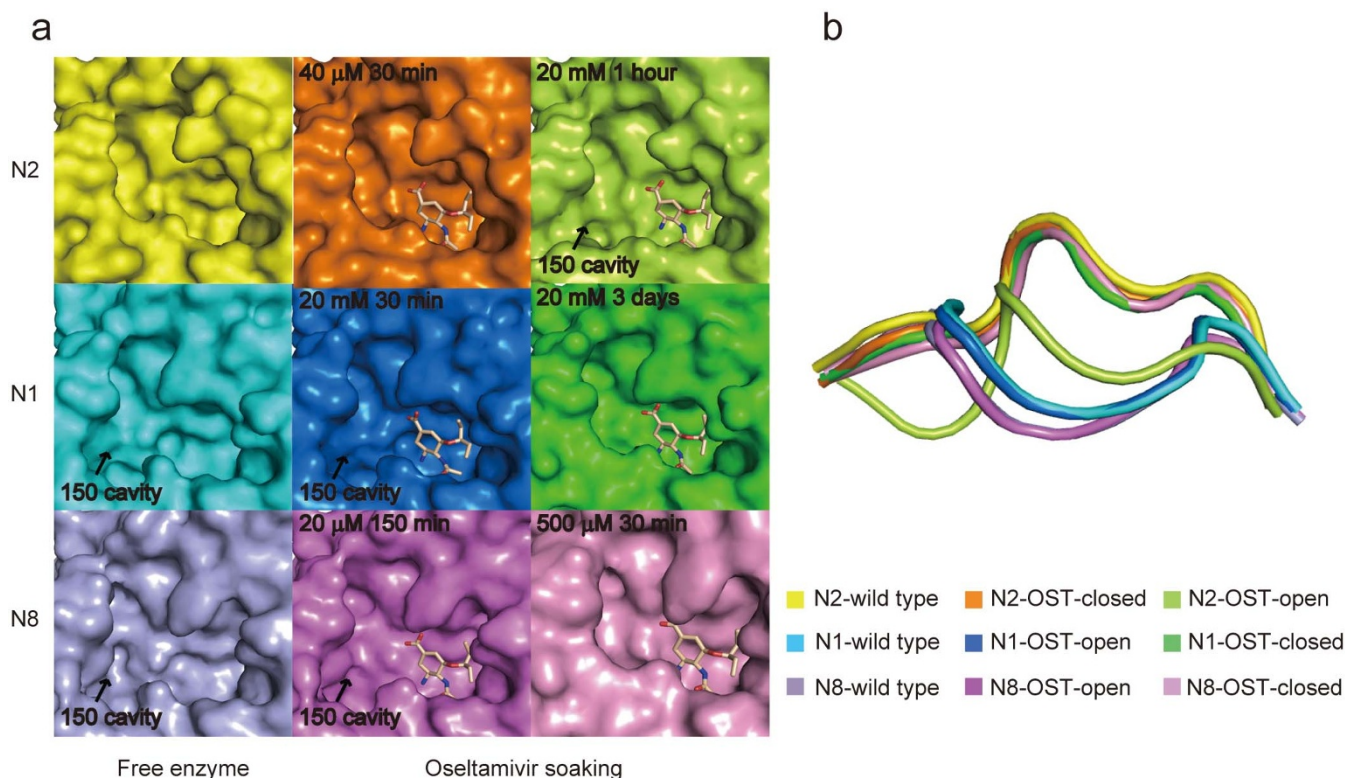 a
b
N2
40 μM 30 min
20 mM 1 hour
150 cavity
N1
20 mM 30 min
20 mM 3 days
150 cavity
150 cavity
N8
20 μM 150 min
500 μM 30 min
150 cavity
150 cavity
Free enzyme
Oseltamivir soaking
N2-wild type
N2-OST-closed
N2-OST-open
N1-wild type
N1-OST-open
N1-OST-closed
N8-wild type
N8-OST-open
N8-OST-closed